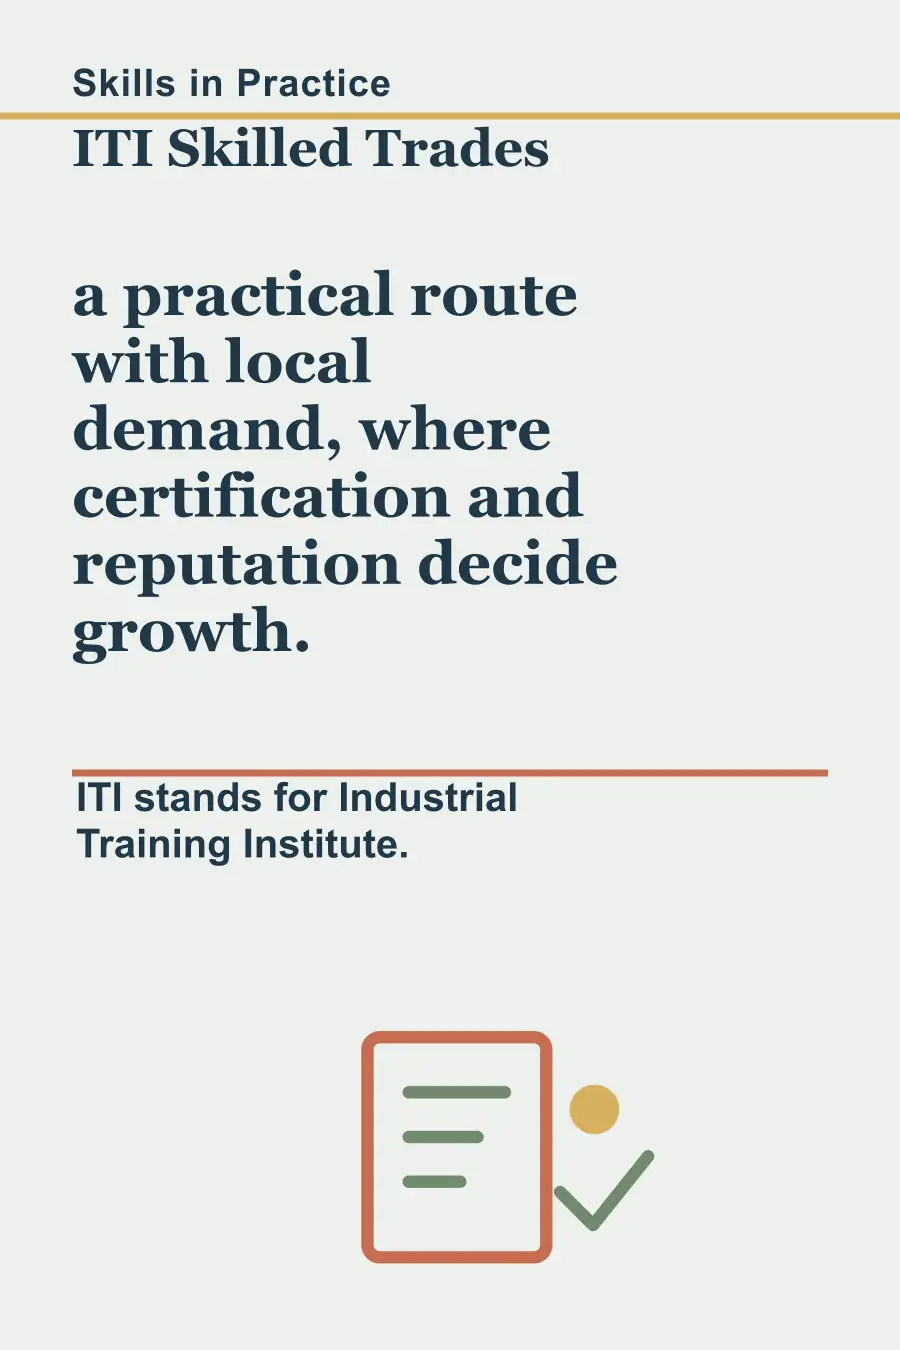 Skills in Practice
ITI Skilled Trades
a practical route
with local
demand, where
certification and
reputation decide
growth.
ITI stands for Industrial
Training Institute.